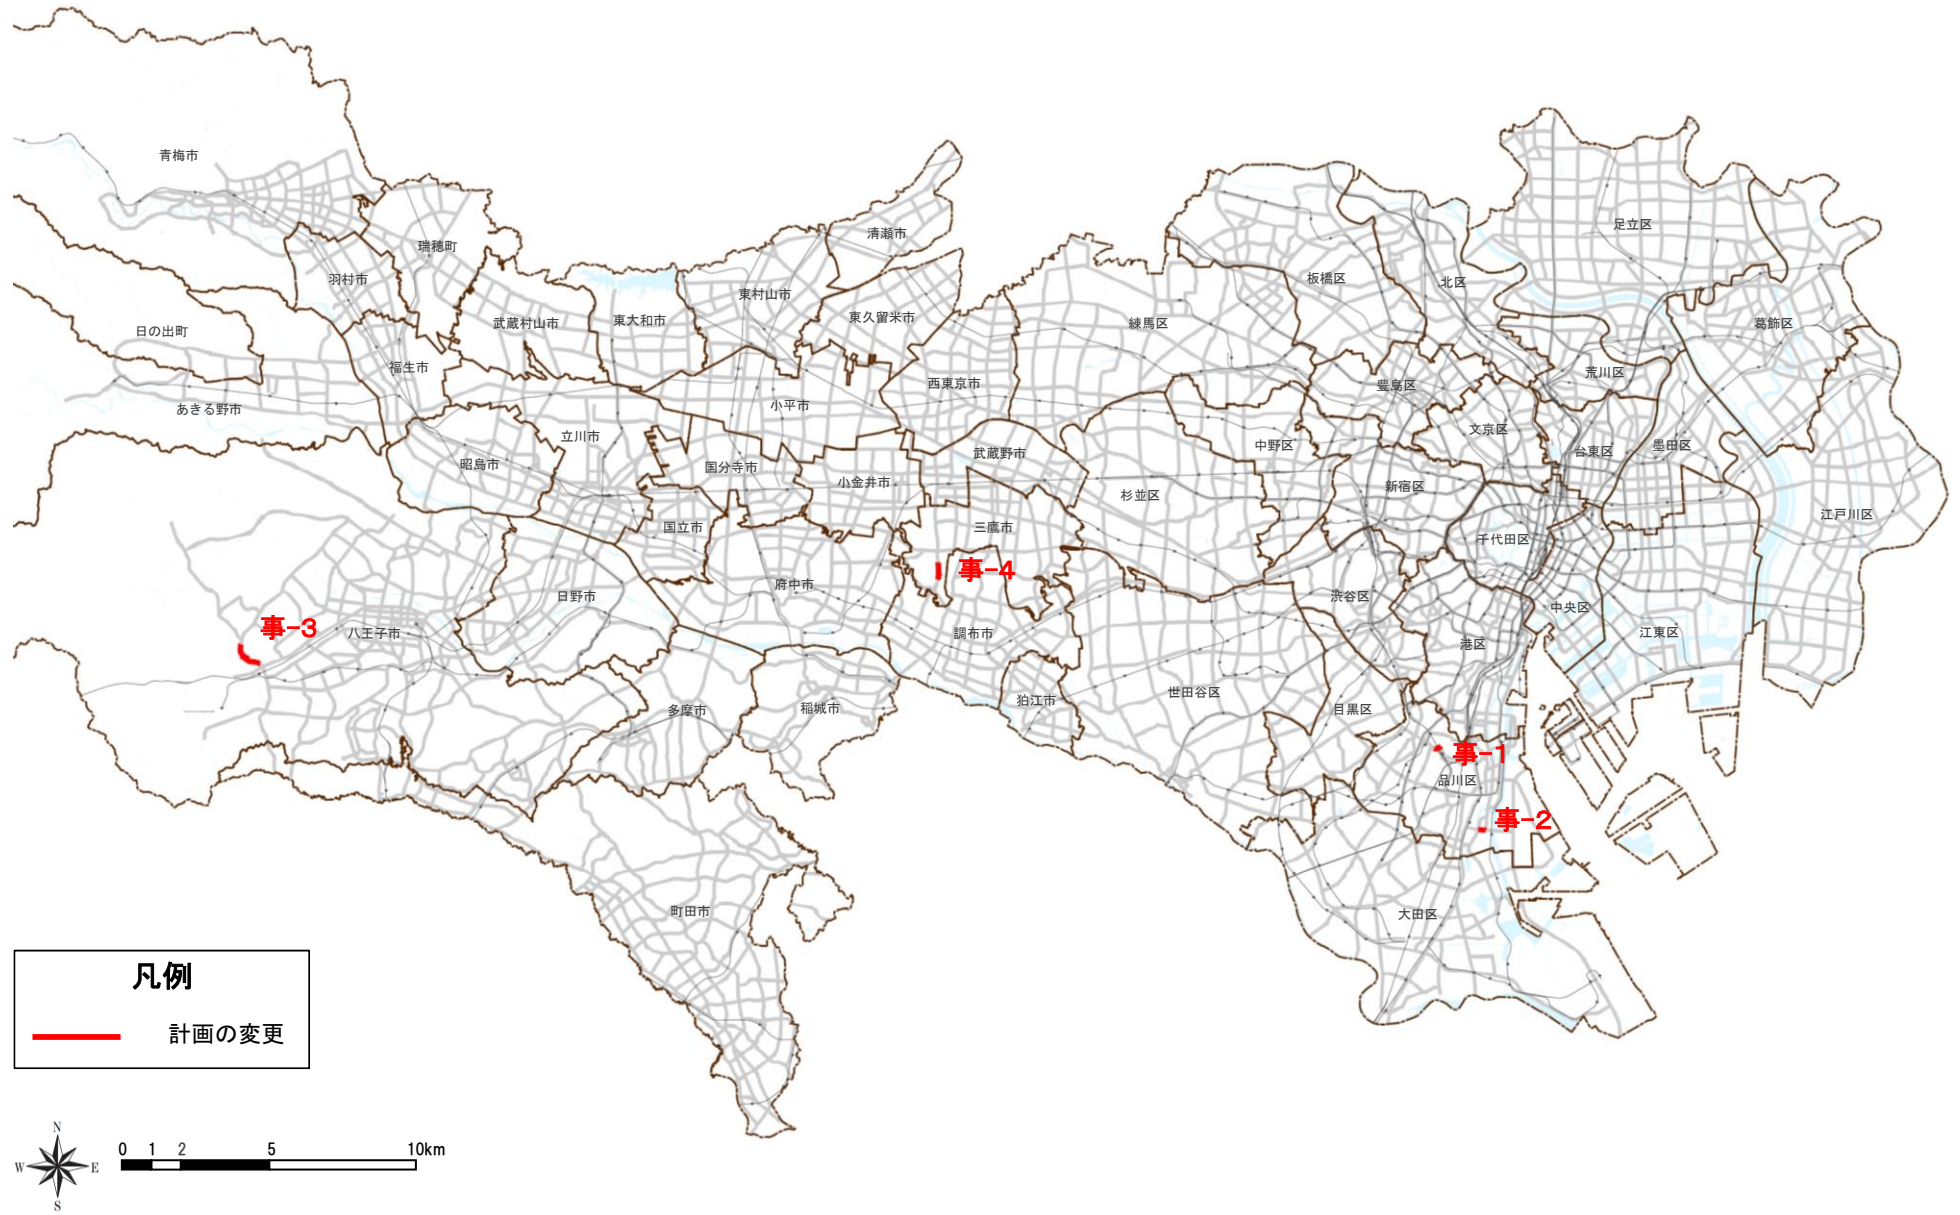 青梅市
瑞穂町
羽村市
日の出町
福生市
あきる野市
武蔵村山市
東大和市
東村山市
清瀬市
東久留米市
西東京市
小平市
立川市
昭島市
国分寺市
小金井市
武蔵野市
国立市
三鷹市
府中市
日野市
八王子市
調布市
狛江市
多摩市
稲城市
町田市
練馬区
板橋区
北区
足立区
葛飾区
荒川区
豊島区
文京区
台東区
墨田区
中野区
杉並区
新宿区
千代田区
江戸川区
渋谷区
中央区
江東区
港区
世田谷区
目黒区
品川区
大田区
事-1
事-2
事-3
事-4
凡例
計画の変更
N
W E
S
0 1 2 5 10km